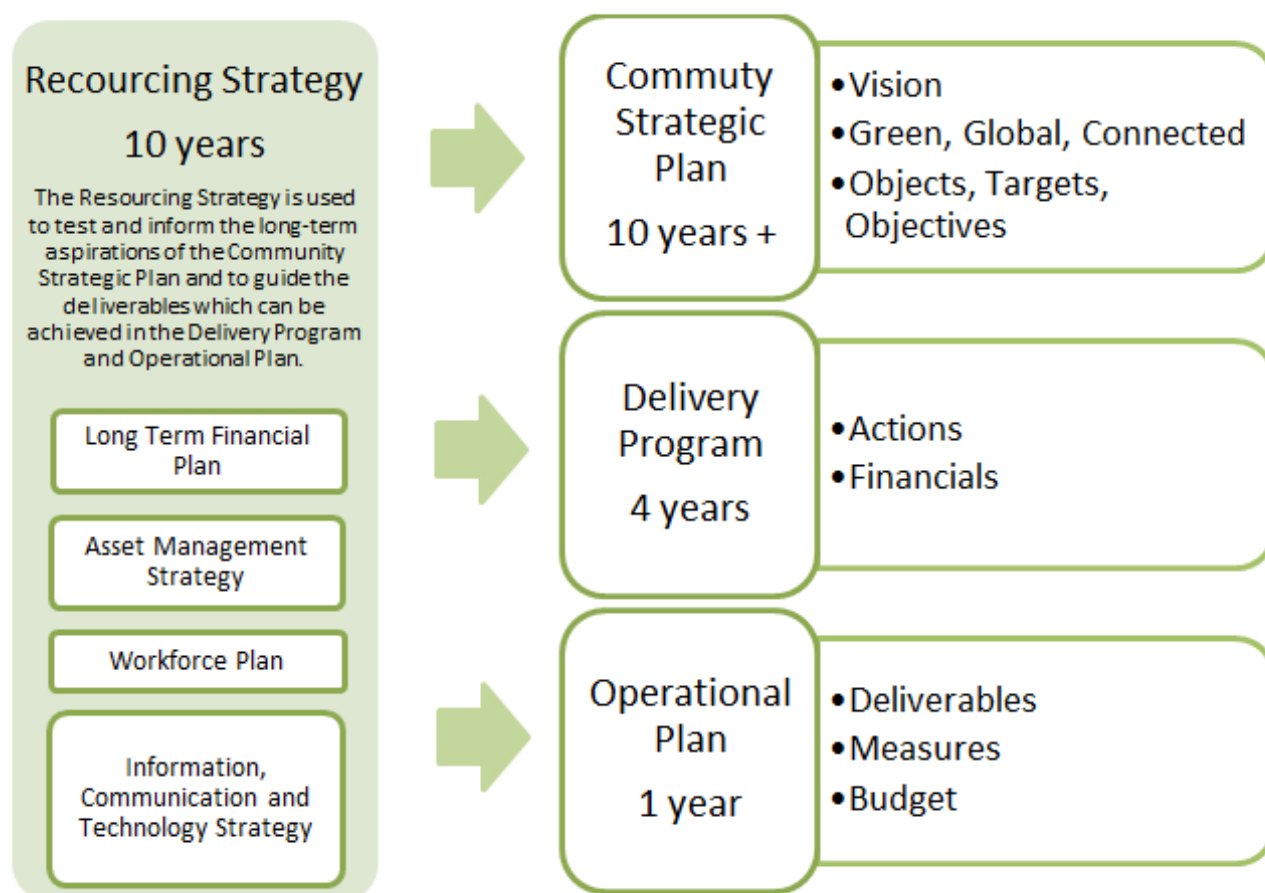 Recourcing Strategy
10 years
The Resourcing Strategy is used
to test and inform the long-term
aspirations of the Community
Strategic Plan and to guide the
deliverables which can be
achieved in the Delivery Program
and Operational Plan.
Long Term Financial
Plan
Asset Management
Strategy
Workforce Plan
Information,
Communication and
Technology Strategy
Commuty
Strategic
Plan
10 years +
•Vision
•Green, Global, Connected
•Objects, Targets,
Objectives
Delivery
Program
4 years
•Actions
•Financials
Operational
Plan
1 year
•Deliverables
•Measures
•Budget